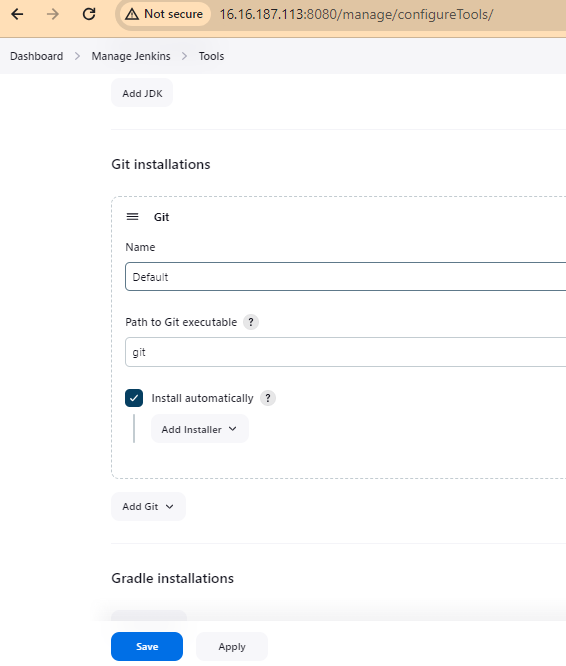 Not secure 16.16.187.113:8080/manage/configureTools/
Dashboard > Manage Jenkins > Tools
Add JDK
Git installations
Git
Name
Default
Path to Git executable ?
git
Install automatically ?
Add Installer
Add Git
Gradle installations
Save Apply